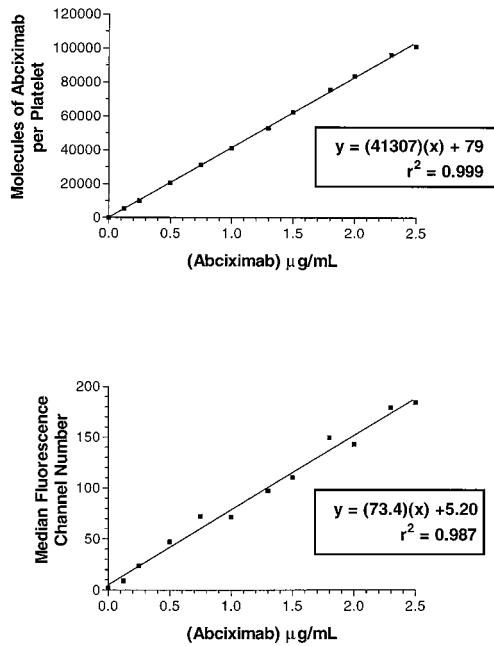 Molecules of Abciximab
per Platelet
120000
100000
80000
60000
40000
20000
0
y = (41307)(x) + 79
r² = 0.999
0.0 0.5 1.0 1.5 2.0 2.5
(Abciximab) μg/mL
Median Fluorescence
Channel Number
200
150
100
50
0
y = (73.4)(x) +5.20
r² = 0.987
0.0 0.5 1.0 1.5 2.0 2.5
(Abciximab) μg/mL